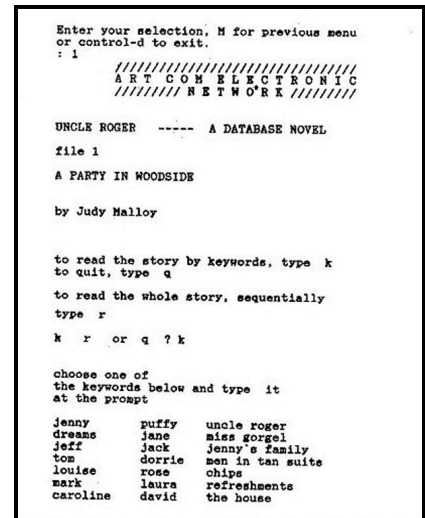 Enter your selection, M for previous menu
or control-d to exit.
: 1
//////////////////////////////////
A R T  C O M  E L E C T R O N I C
///////// N E T W O R K /////////
UNCLE ROGER ----- A DATABASE NOVEL
file 1
A PARTY IN WOODSIDE
by Judy Malloy
to read the story by keywords, type k
to quit, type q
to read the whole story, sequentially
type r
k r or q ? k
choose one of
the keywords below and type it
at the prompt
jenny puffy uncle roger
dreams jane miss gorgel
jeff jack jenny's family
tom dorrie men in tan suits
louise rose chips
mark laura refreshments
caroline david the house